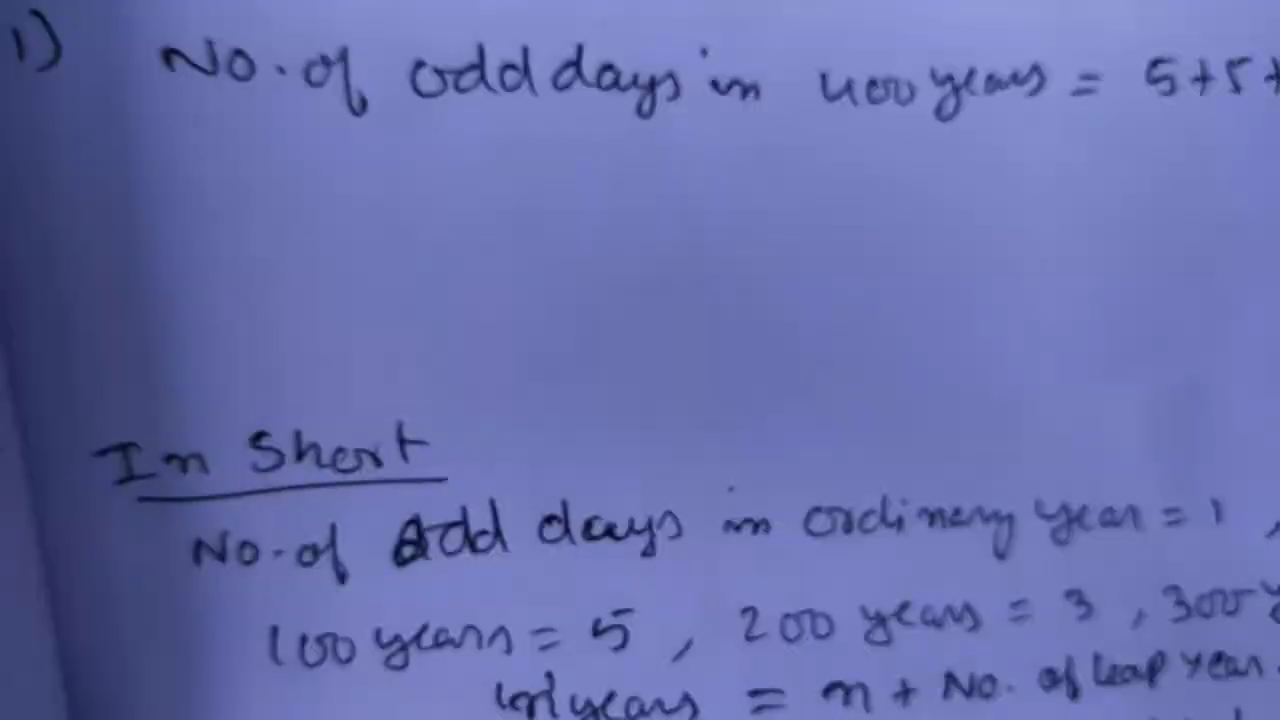 1) No. of odd days in 400 years = 5+5+
In Short
No. of Odd days in ordinary year = 1 ,
100 years = 5 , 200 years = 3 , 300 y
years = n + No. of leap year